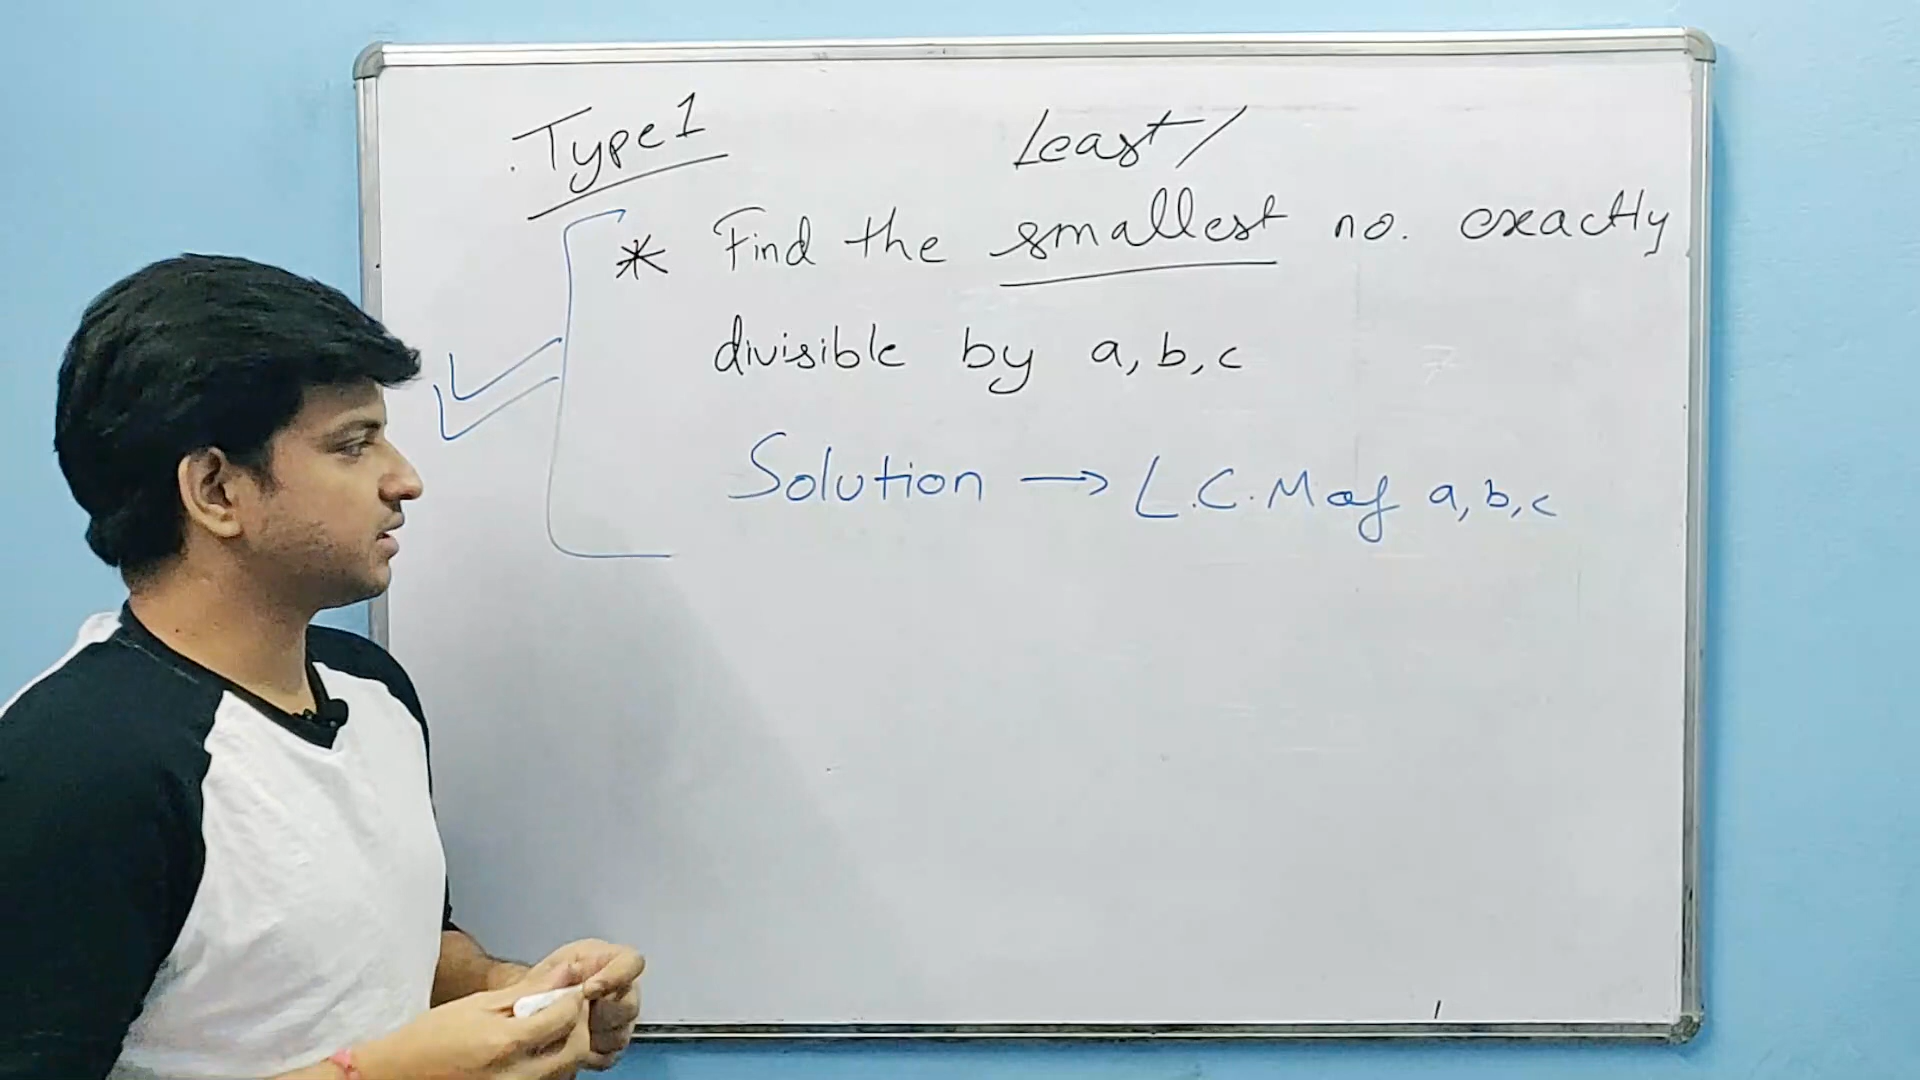 Type 1
Least/
* Find the smallest no. exactly
divisible by a, b, c
Solution → L.C.M of a, b, c